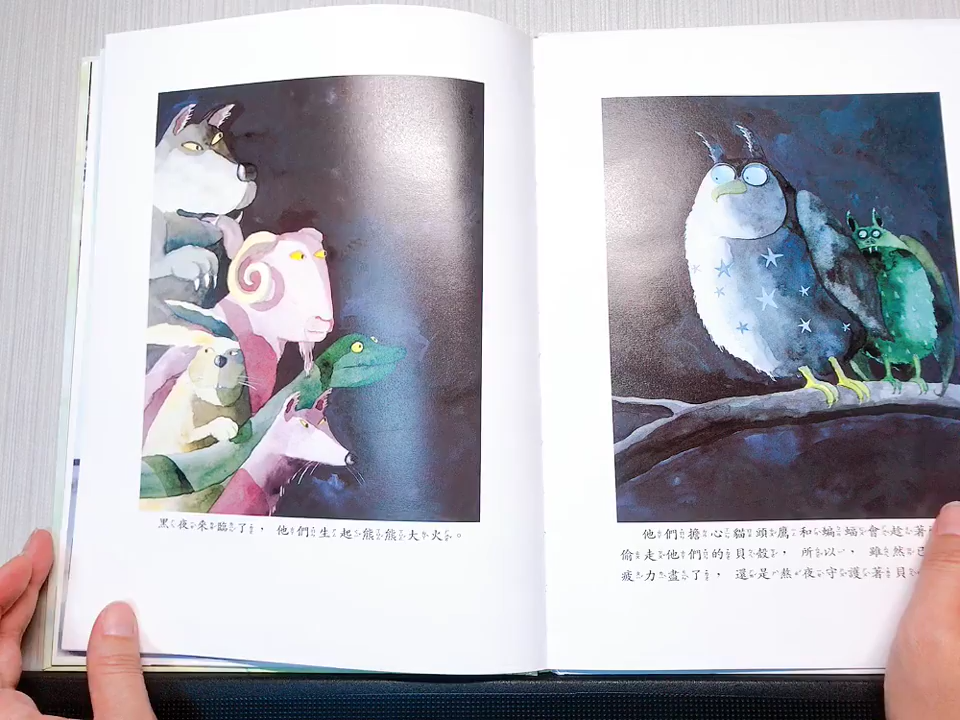 黑夜來臨了，他們生起熊熊大火。
他們擔心貓頭鷹和蝙蝠會趁著
偷走他們的貝殼，所以，雖然已
疲力盡了，還是熬夜守護著貝